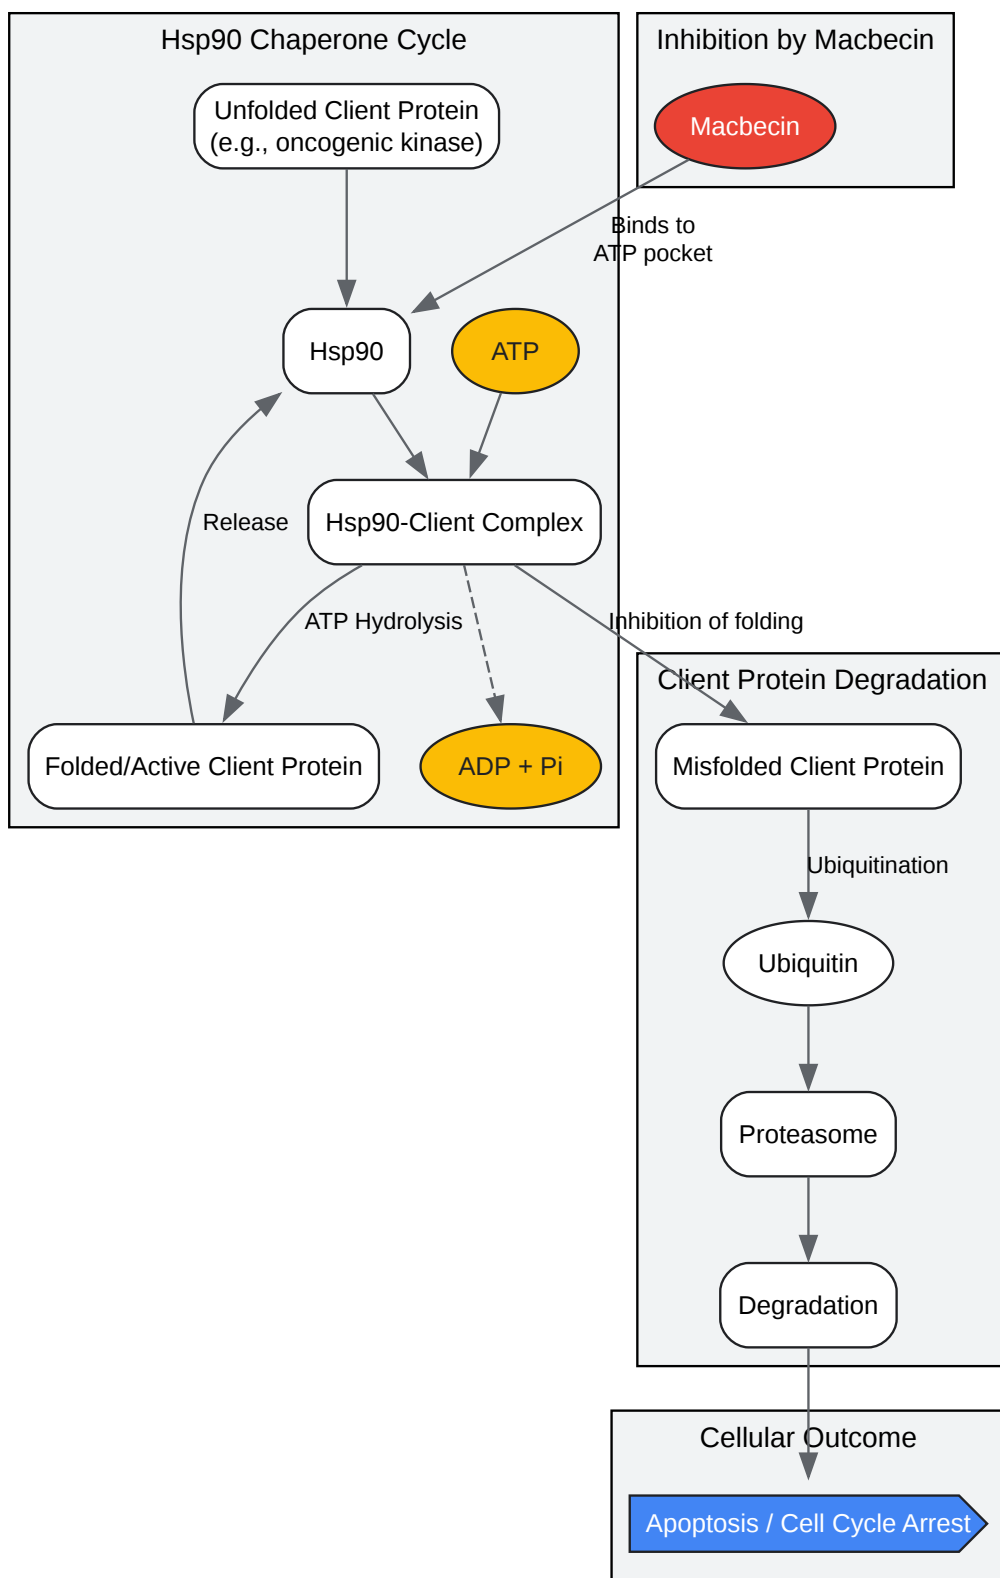 Hsp90 Chaperone Cycle
Inhibition by Macbecin
Unfolded Client Protein
(e.g., oncogenic kinase)
Macbecin
Binds to
ATP pocket
Hsp90
ATP
Release
Hsp90-Client Complex
ATP Hydrolysis
Inhibition of folding
Client Protein Degradation
Folded/Active Client Protein
ADP + Pi
Misfolded Client Protein
Ubiquitination
Ubiquitin
Proteasome
Degradation
Cellular Outcome
Apoptosis / Cell Cycle Arrest